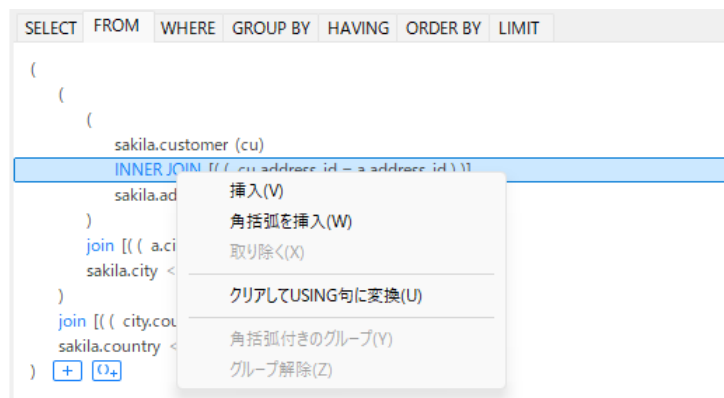 SELECT FROM WHERE GROUP BY HAVING ORDER BY LIMIT
(
(
(
sakila.customer (cu)
INNER JOIN [( ( cu.address_id = a.address_id ) )]
sakila.ad
)
join [( ( a.ci
sakila.city <
)
join [( ( city.cou
sakila.country <
) + ()+
挿入(V)
角括弧を挿入(W)
取り除く(X)
クリアしてUSING句に変換(U)
角括弧付きのグループ(Y)
グループ解除(Z)